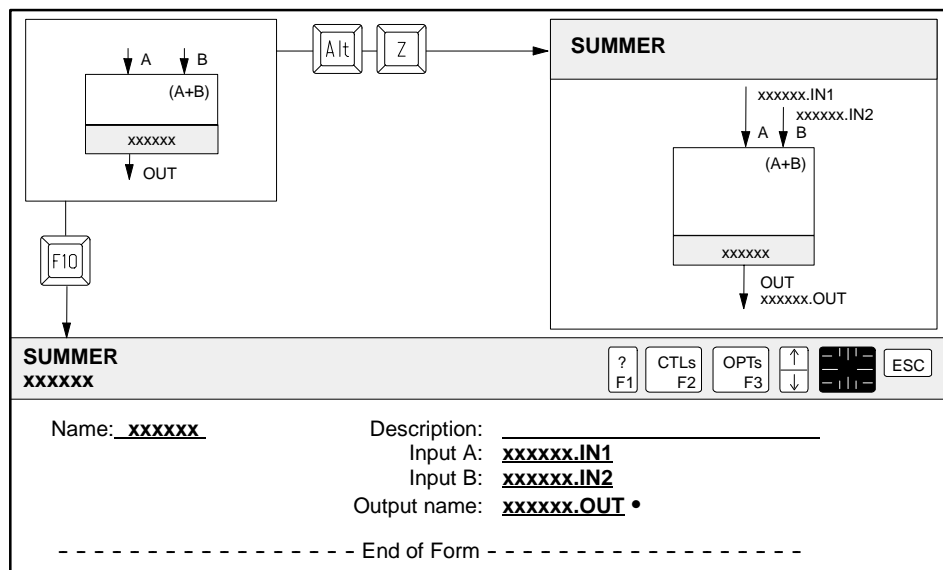 A B
(A+B)
xxxxxx
OUT
Alt Z
SUMMER
xxxxxx.IN1
xxxxxx.IN2
A B
(A+B)
xxxxxx
OUT
xxxxxx.OUT
F10
SUMMER
xxxxxx
? F1
CTLs F2
OPTs F3
ESC
Name: xxxxxx
Description:
Input A: xxxxxx.IN1
Input B: xxxxxx.IN2
Output name: xxxxxx.OUT •
- - - - - - - - - - - - - - - - - - End of Form - - - - - - - - - - - - - - - - - - -